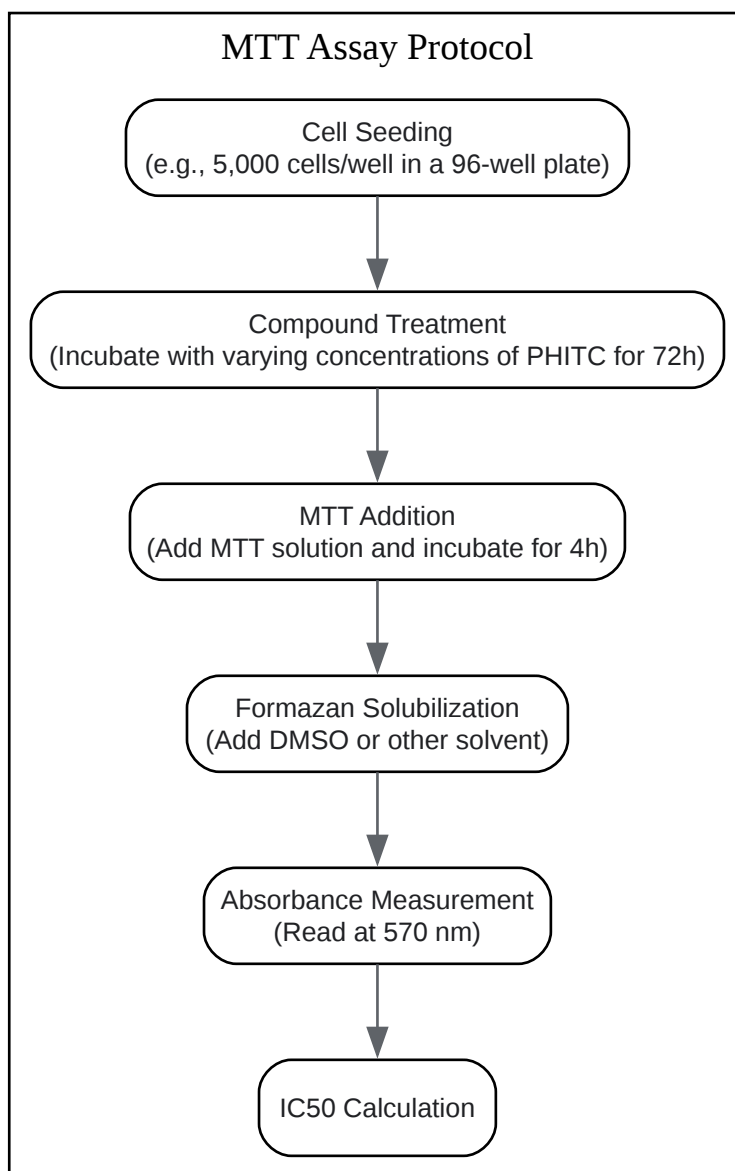 MTT Assay Protocol
Cell Seeding
(e.g., 5,000 cells/well in a 96-well plate)
Compound Treatment
(Incubate with varying concentrations of PHITC for 72h)
MTT Addition
(Add MTT solution and incubate for 4h)
Formazan Solubilization
(Add DMSO or other solvent)
Absorbance Measurement
(Read at 570 nm)
IC50 Calculation